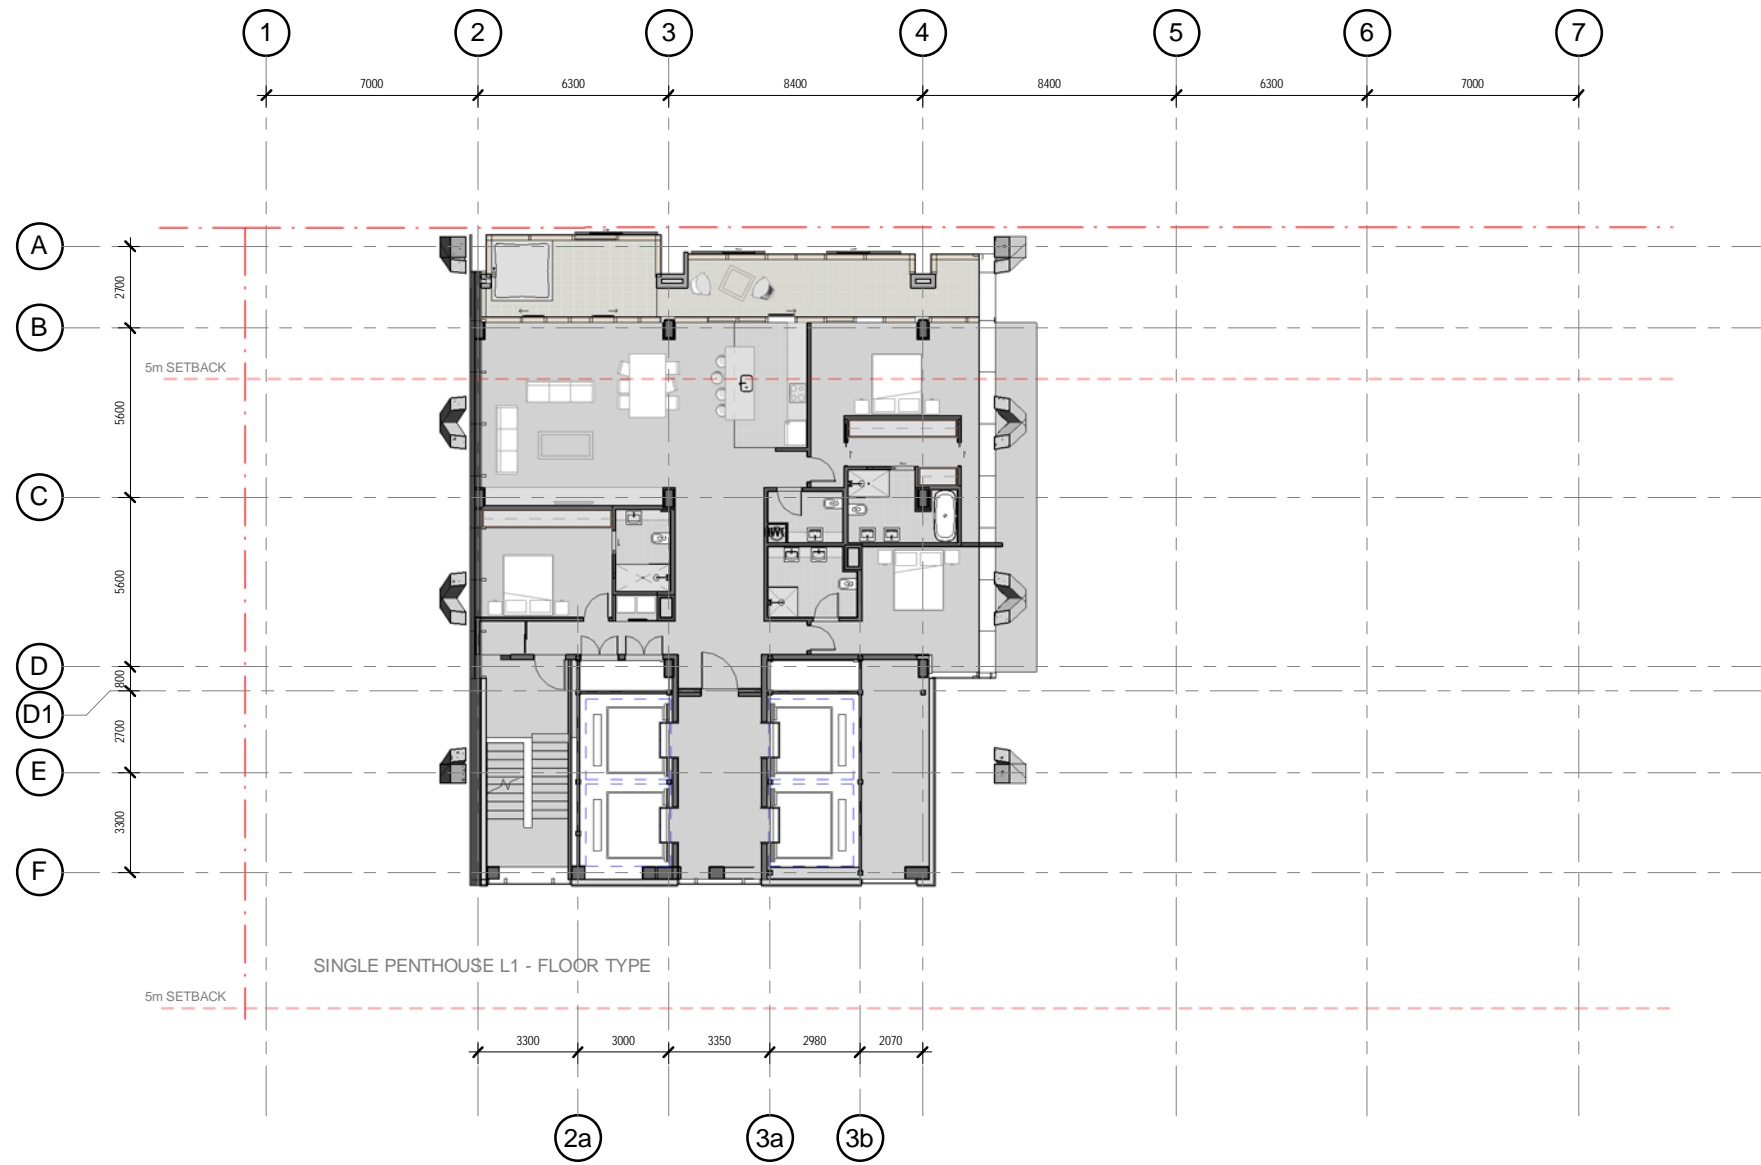 1 2 3 4 5 6 7
7000 6300 8400 8400 6300 7000
A
2700
B
5m SETBACK
5600
C
5600
D
800
D1
2700
E
3300
F
SINGLE PENTHOUSE L1 - FLOOR TYPE
5m SETBACK
3300 3000 3350 2980 2070
2a 3a 3b